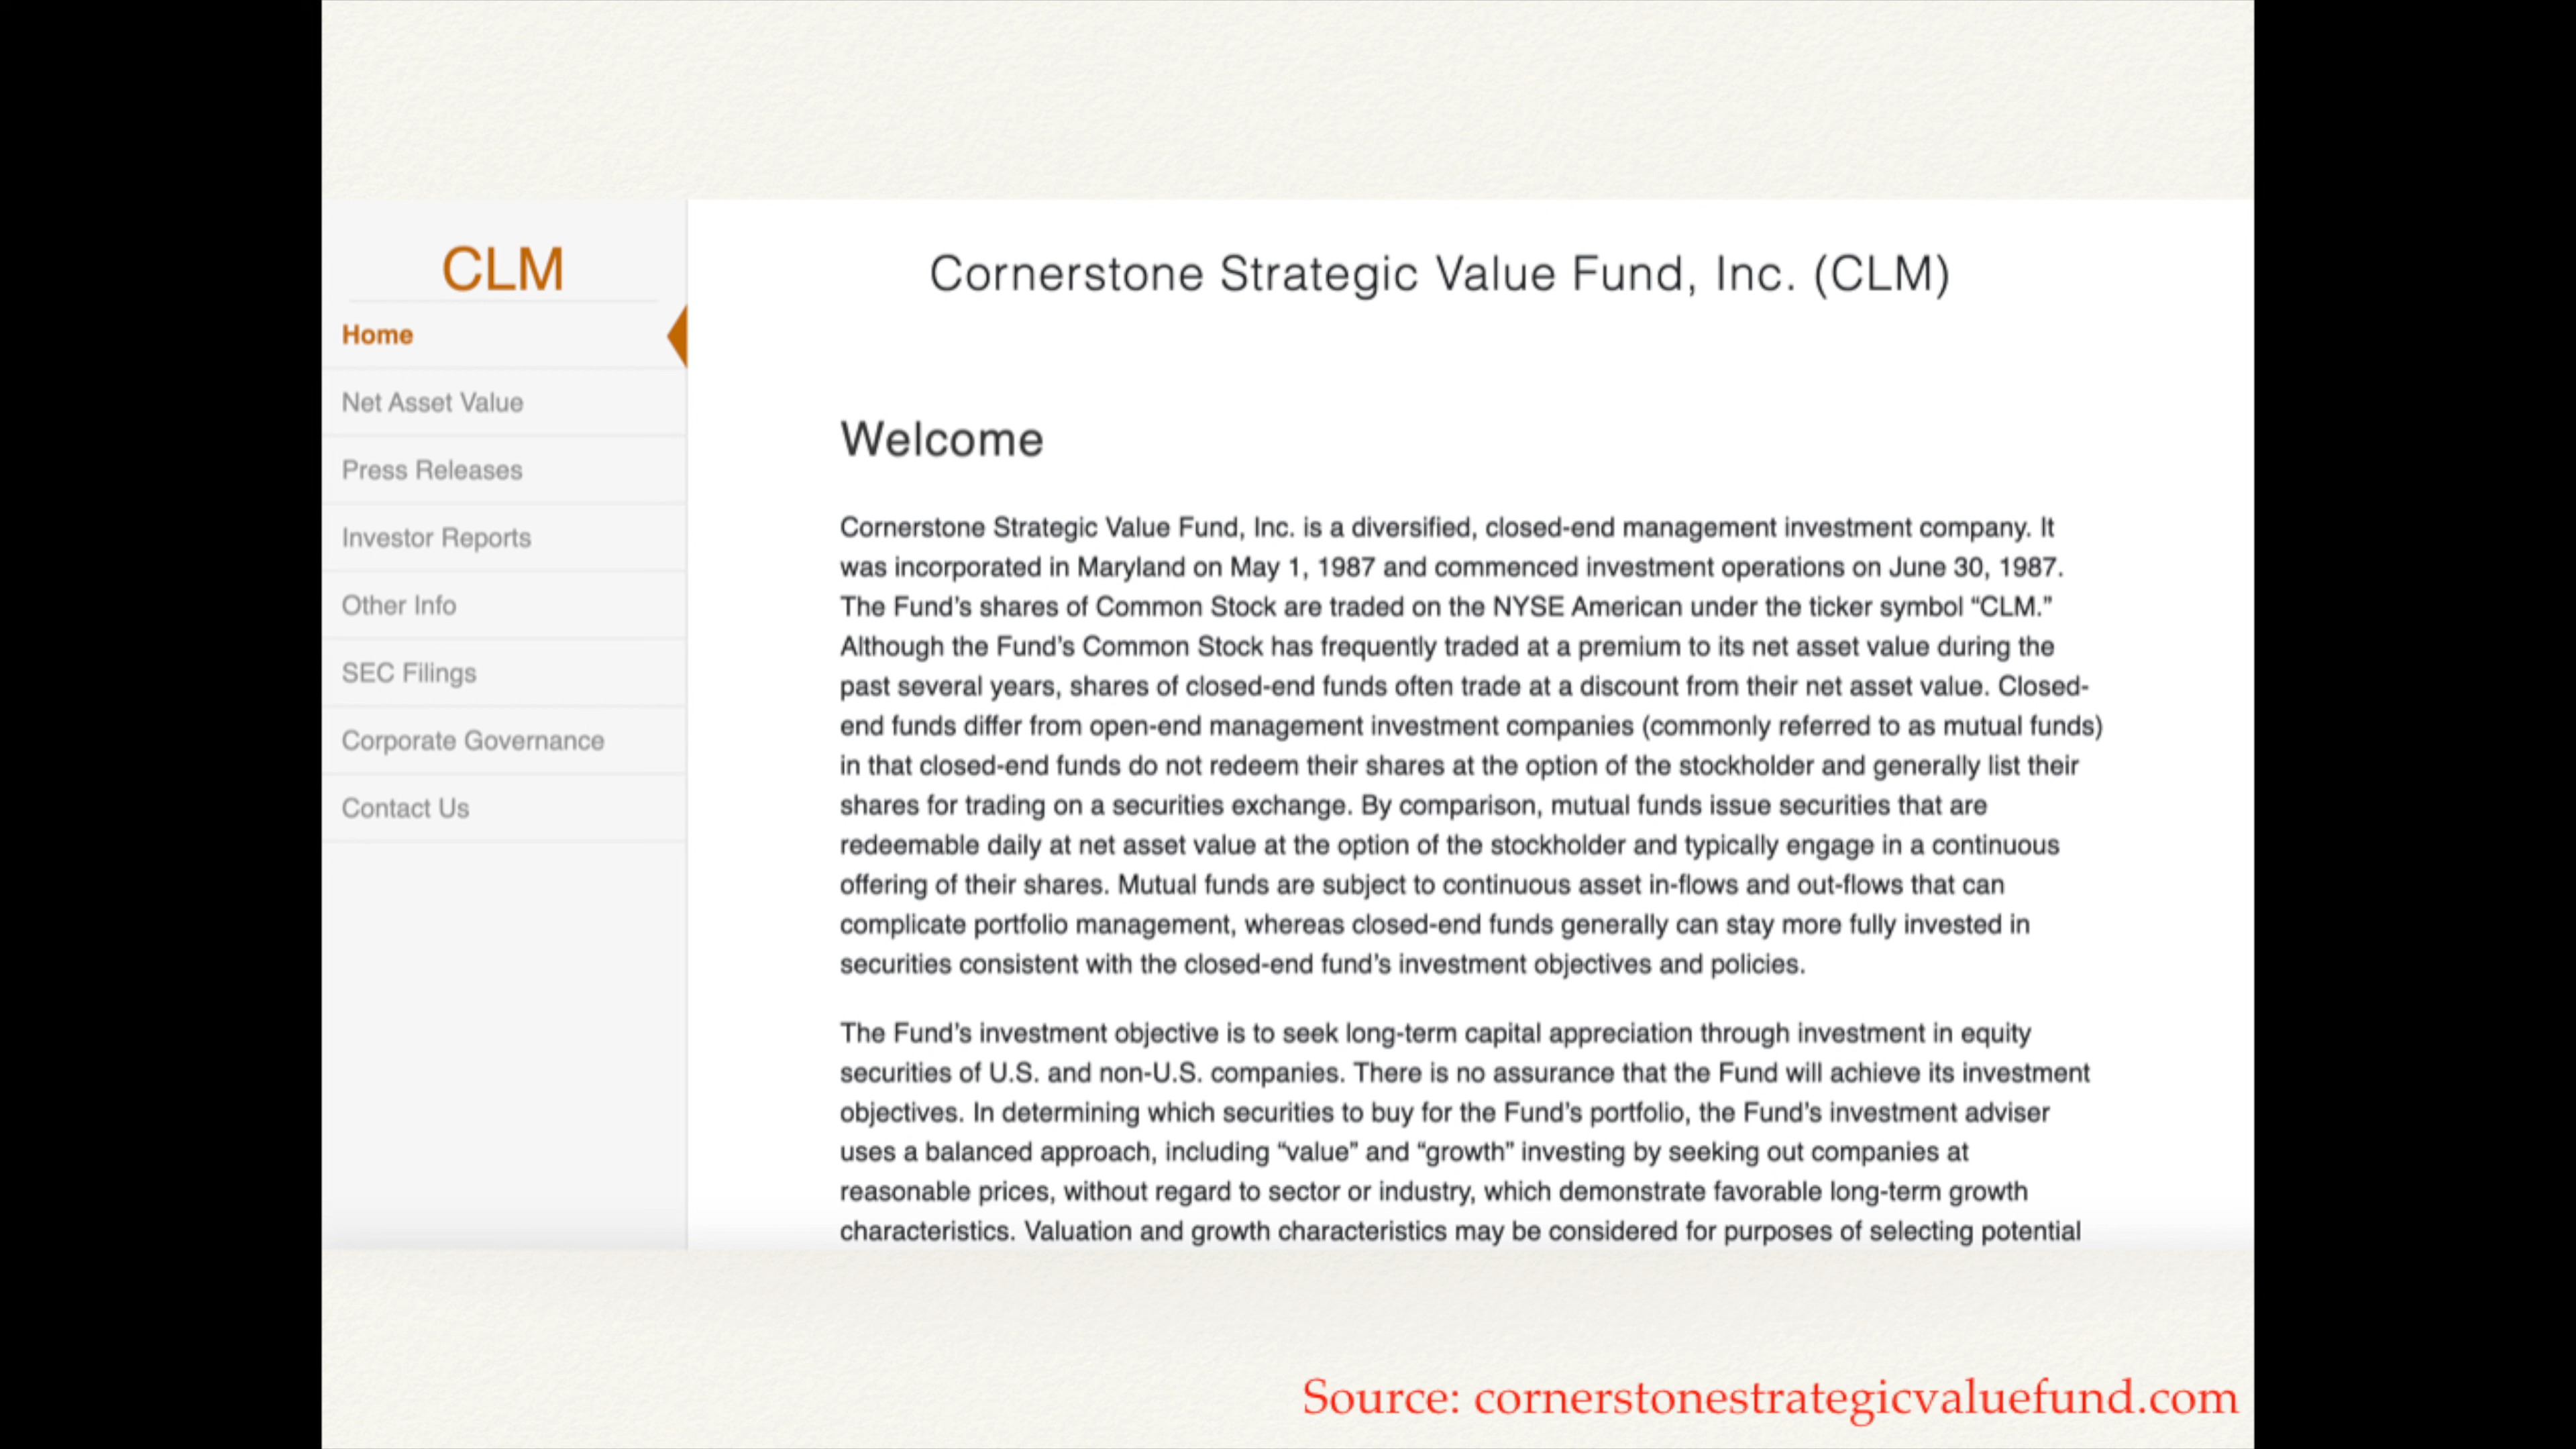 CLM
Home
Net Asset Value
Press Releases
Investor Reports
Other Info
SEC Filings
Corporate Governance
Contact Us
Cornerstone Strategic Value Fund, Inc. (CLM)
Welcome
Cornerstone Strategic Value Fund, Inc. is a diversified, closed-end management investment company. It
was incorporated in Maryland on May 1, 1987 and commenced investment operations on June 30, 1987.
The Fund’s shares of Common Stock are traded on the NYSE American under the ticker symbol “CLM.”
Although the Fund’s Common Stock has frequently traded at a premium to its net asset value during the
past several years, shares of closed-end funds often trade at a discount from their net asset value. Closed-
end funds differ from open-end management investment companies (commonly referred to as mutual funds)
in that closed-end funds do not redeem their shares at the option of the stockholder and generally list their
shares for trading on a securities exchange. By comparison, mutual funds issue securities that are
redeemable daily at net asset value at the option of the stockholder and typically engage in a continuous
offering of their shares. Mutual funds are subject to continuous asset in-flows and out-flows that can
complicate portfolio management, whereas closed-end funds generally can stay more fully invested in
securities consistent with the closed-end fund’s investment objectives and policies.
The Fund’s investment objective is to seek long-term capital appreciation through investment in equity
securities of U.S. and non-U.S. companies. There is no assurance that the Fund will achieve its investment
objectives. In determining which securities to buy for the Fund’s portfolio, the Fund’s investment adviser
uses a balanced approach, including “value” and “growth” investing by seeking out companies at
reasonable prices, without regard to sector or industry, which demonstrate favorable long-term growth
characteristics. Valuation and growth characteristics may be considered for purposes of selecting potential
Source: cornerstonestrategicvaluefund.com